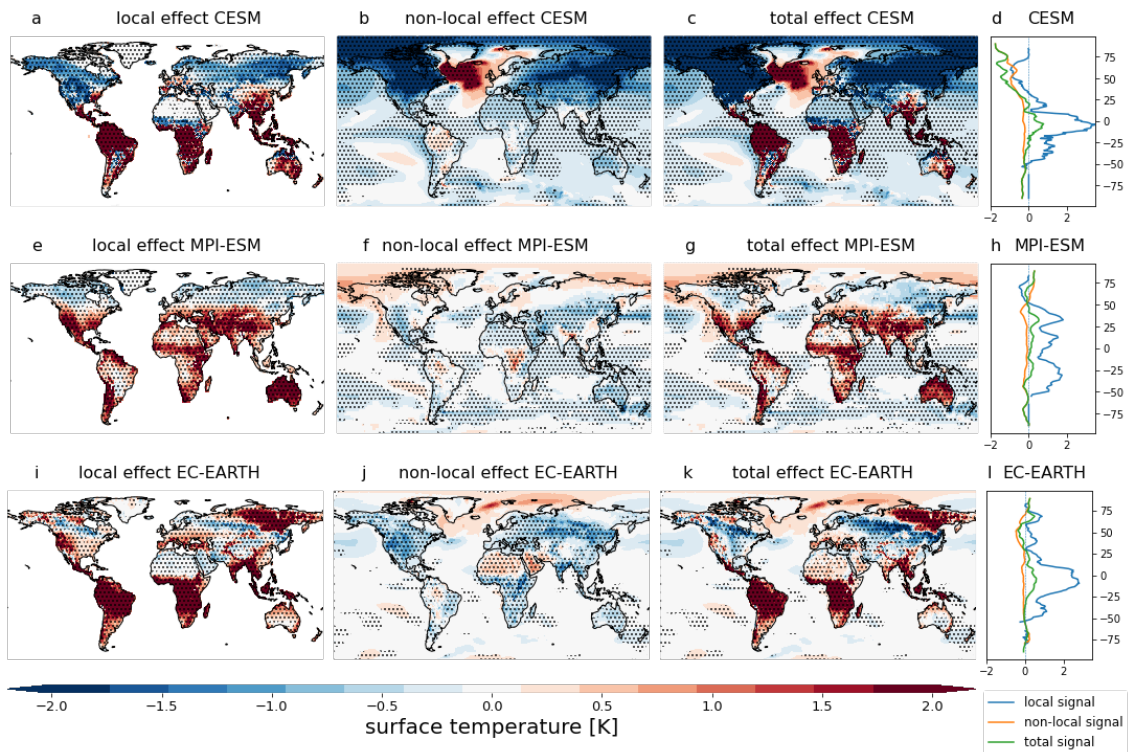 a local effect CESM b non-local effect CESM c total effect CESM d CESM
75
50
25
0
−25
−50
−75
−2 0 2
e local effect MPI-ESM f non-local effect MPI-ESM g total effect MPI-ESM h MPI-ESM
75
50
25
0
−25
−50
−75
−2 0 2
i local effect EC-EARTH j non-local effect EC-EARTH k total effect EC-EARTH l EC-EARTH
75
50
25
0
−25
−50
−75
−2 0 2
−2.0 −1.5 −1.0 −0.5 0.0 0.5 1.0 1.5 2.0
surface temperature [K]
local signal
non-local signal
total signal